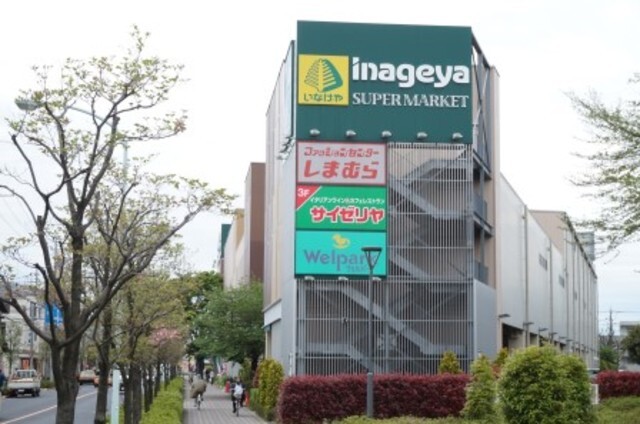 inageya
いなげや
SUPER MARKET
ファッションセンター
しまむら
3F
イタリアンワイン&カフェレストラン
サイゼリヤ
Welpark